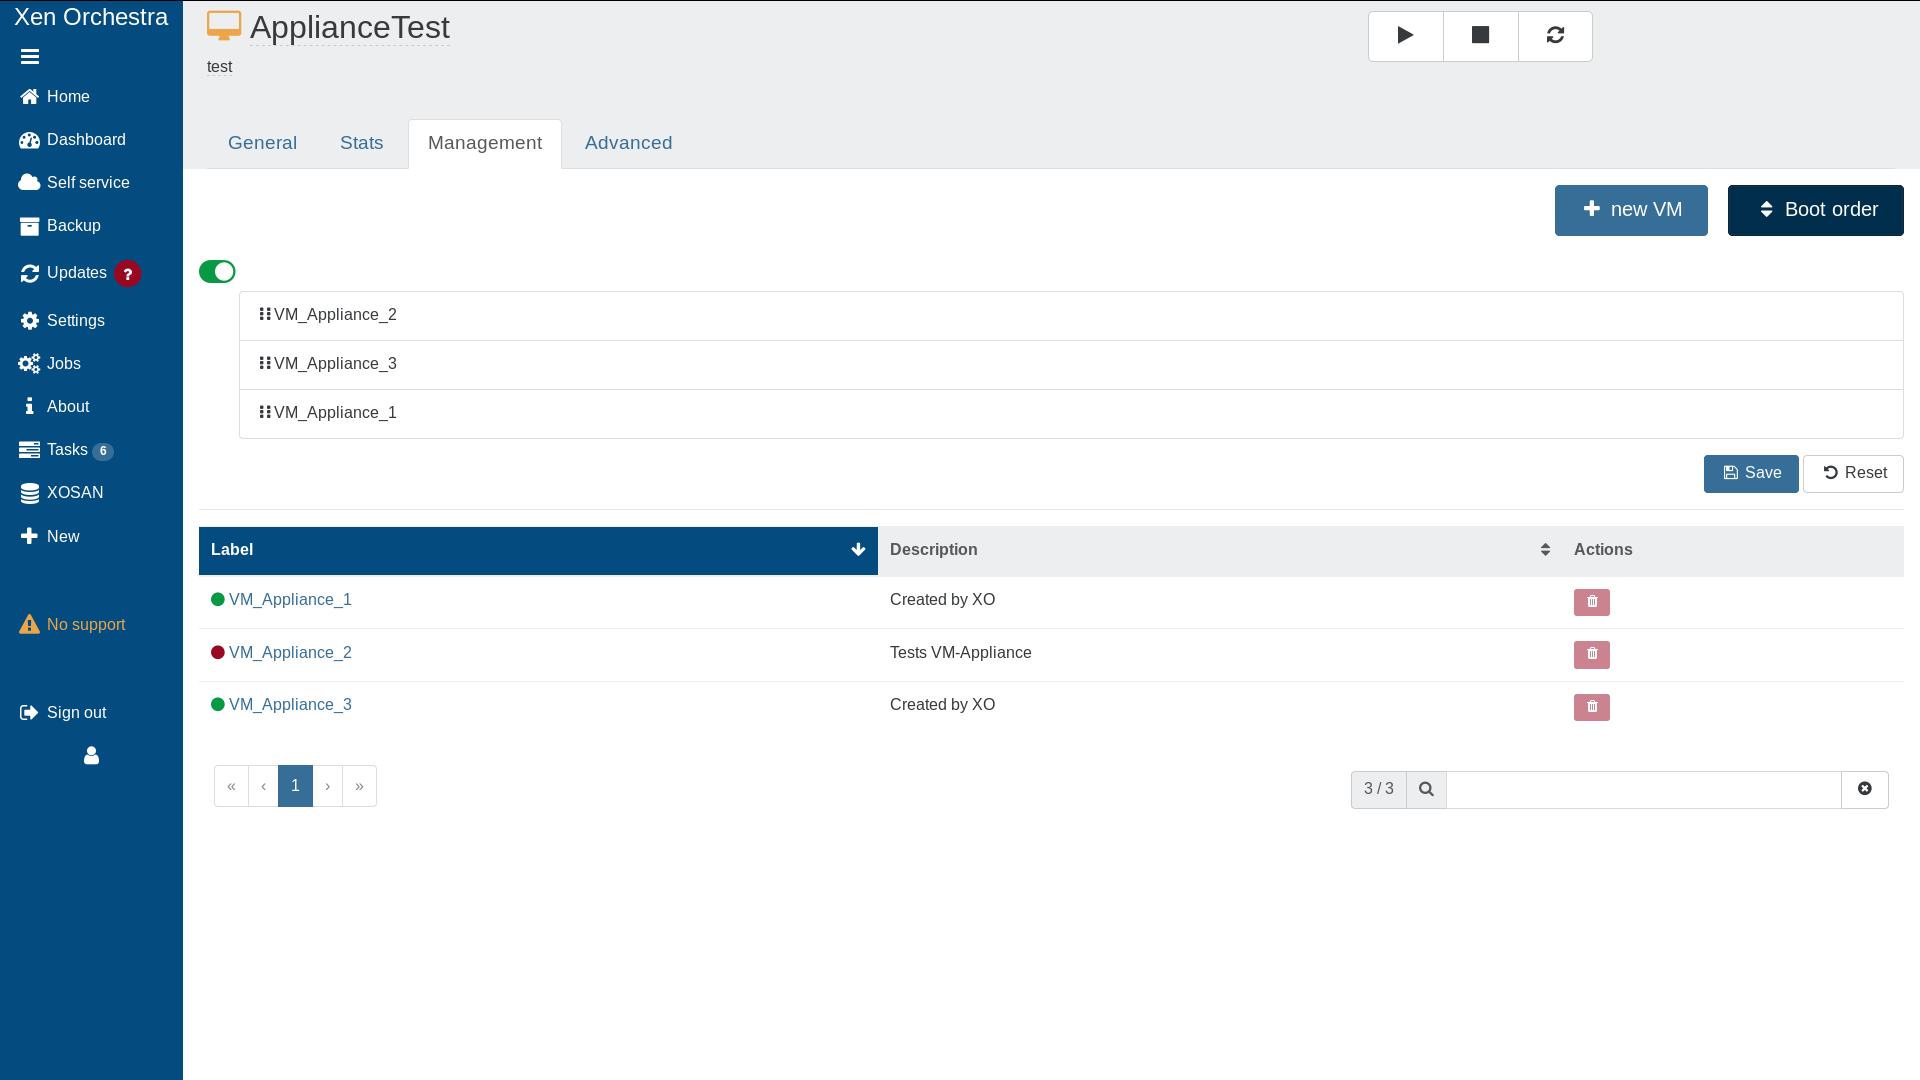 Xen Orchestra
Home
Dashboard
Self service
Backup
Updates ?
Settings
Jobs
About
Tasks 6
XOSAN
New
No support
Sign out
ApplianceTest
test
General Stats Management Advanced
new VM Boot order
VM_Appliance_2
VM_Appliance_3
VM_Appliance_1
Save Reset
Label Description Actions
VM_Appliance_1 Created by XO
VM_Appliance_2 Tests VM-Appliance
VM_Appliance_3 Created by XO
« ‹ 1 › »
3 / 3